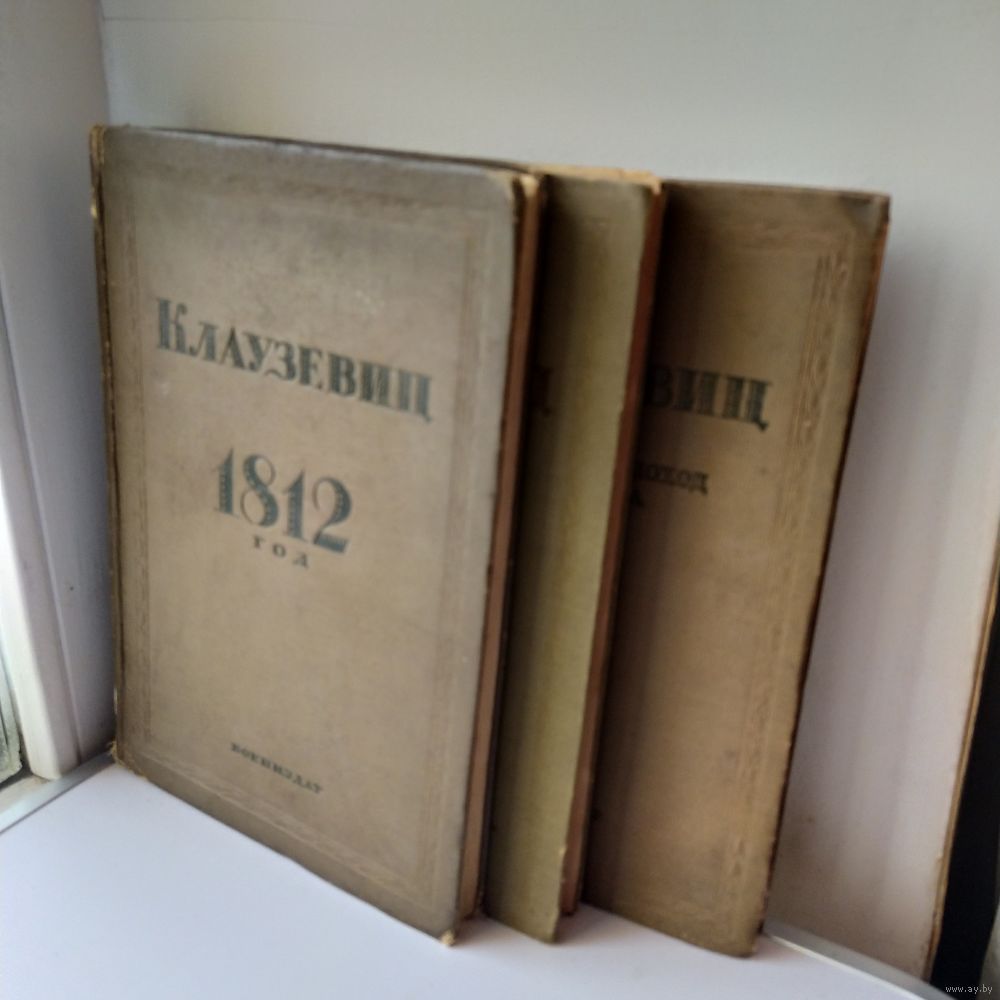 Клаузевиц
1812
год
Воениздат
виц
поход
www.ay.by